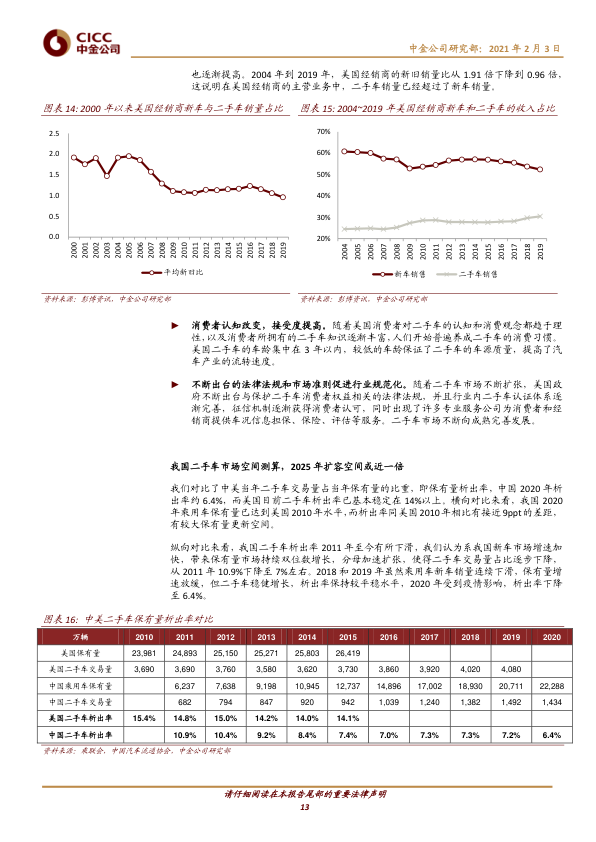 CICC
中金公司
中金公司研究部：2021 年 2 月 3 日
也逐渐提高。2004 年到 2019 年，美国经销商的新旧销量比从 1.91 倍下降到 0.96 倍，
这说明在美国经销商的主营业务中，二手车销量已经超过了新车销量。
图表 14: 2000 年以来美国经销商新车与二手车销量占比
2.5
2.0
1.5
1.0
0.5
0.0
2000 2001 2002 2003 2004 2005 2006 2007 2008 2009 2010 2011 2012 2013 2014 2015 2016 2017 2018 2019
平均新旧比
资料来源：彭博资讯，中金公司研究部
图表 15: 2004~2019 年美国经销商新车和二手车的收入占比
70%
60%
50%
40%
30%
20%
2004 2005 2006 2007 2008 2009 2010 2011 2012 2013 2014 2015 2016 2017 2018 2019
新车销售 二手车销售
资料来源：彭博资讯，中金公司研究部
► 消费者认知改变，接受度提高。随着美国消费者对二手车的认知和消费观念都趋于理
性，以及消费者所拥有的二手车知识逐渐丰富，人们开始普遍养成二手车的消费习惯。
美国二手车的车龄集中在 3 年以内，较低的车龄保证了二手车的车源质量，提高了汽
车产业的流转速度。
► 不断出台的法律法规和市场准则促进行业规范化。随着二手车市场不断扩张，美国政
府不断出台与保护二手车消费者权益相关的法律法规，并且行业内二手车认证体系逐
渐完善，征信机制逐渐获得消费者认可，同时出现了许多专业服务公司为消费者和经
销商提供车况信息担保、保险、评估等服务。二手车市场不断向成熟完善发展。
我国二手车市场空间测算，2025 年扩容空间或近一倍
我们对比了中美当年二手车交易量占当年保有量的比重，即保有量析出率，中国 2020 年析
出率约 6.4%，而美国目前二手车析出率已基本稳定在 14%以上。横向对比来看，我国 2020
年乘用车保有量已达到美国 2010 年水平，而析出率同美国 2010 年相比有接近 9ppt 的差距，
有较大保有量更新空间。
纵向对比来看，我国二手车析出率 2011 年至今有所下滑，我们认为系我国新车市场增速加
快，带来保有量市场持续双位数增长，分母加速扩张，使得二手车交易量占比逐步下降，
从 2011 年 10.9%下降至 7%左右。2018 和 2019 年虽然乘用车新车销量连续下滑，保有量增
速放缓，但二手车稳健增长，析出率保持较平稳水平，2020 年受到疫情影响，析出率下降
至 6.4%。
图表 16: 中美二手车保有量析出率对比
万辆 2010 2011 2012 2013 2014 2015 2016 2017 2018 2019 2020
美国保有量 23,981 24,893 25,150 25,271 25,803 26,419
美国二手车交易量 3,690 3,690 3,760 3,580 3,620 3,730 3,860 3,920 4,020 4,080
中国乘用车保有量 6,237 7,638 9,198 10,945 12,737 14,896 17,002 18,930 20,711 22,288
中国二手车交易量 682 794 847 920 942 1,039 1,240 1,382 1,492 1,434
美国二手车析出率 15.4% 14.8% 15.0% 14.2% 14.0% 14.1%
中国二手车析出率 10.9% 10.4% 9.2% 8.4% 7.4% 7.0% 7.3% 7.3% 7.2% 6.4%
资料来源：乘联会，中国汽车流通协会，中金公司研究部
请仔细阅读在本报告尾部的重要法律声明
13